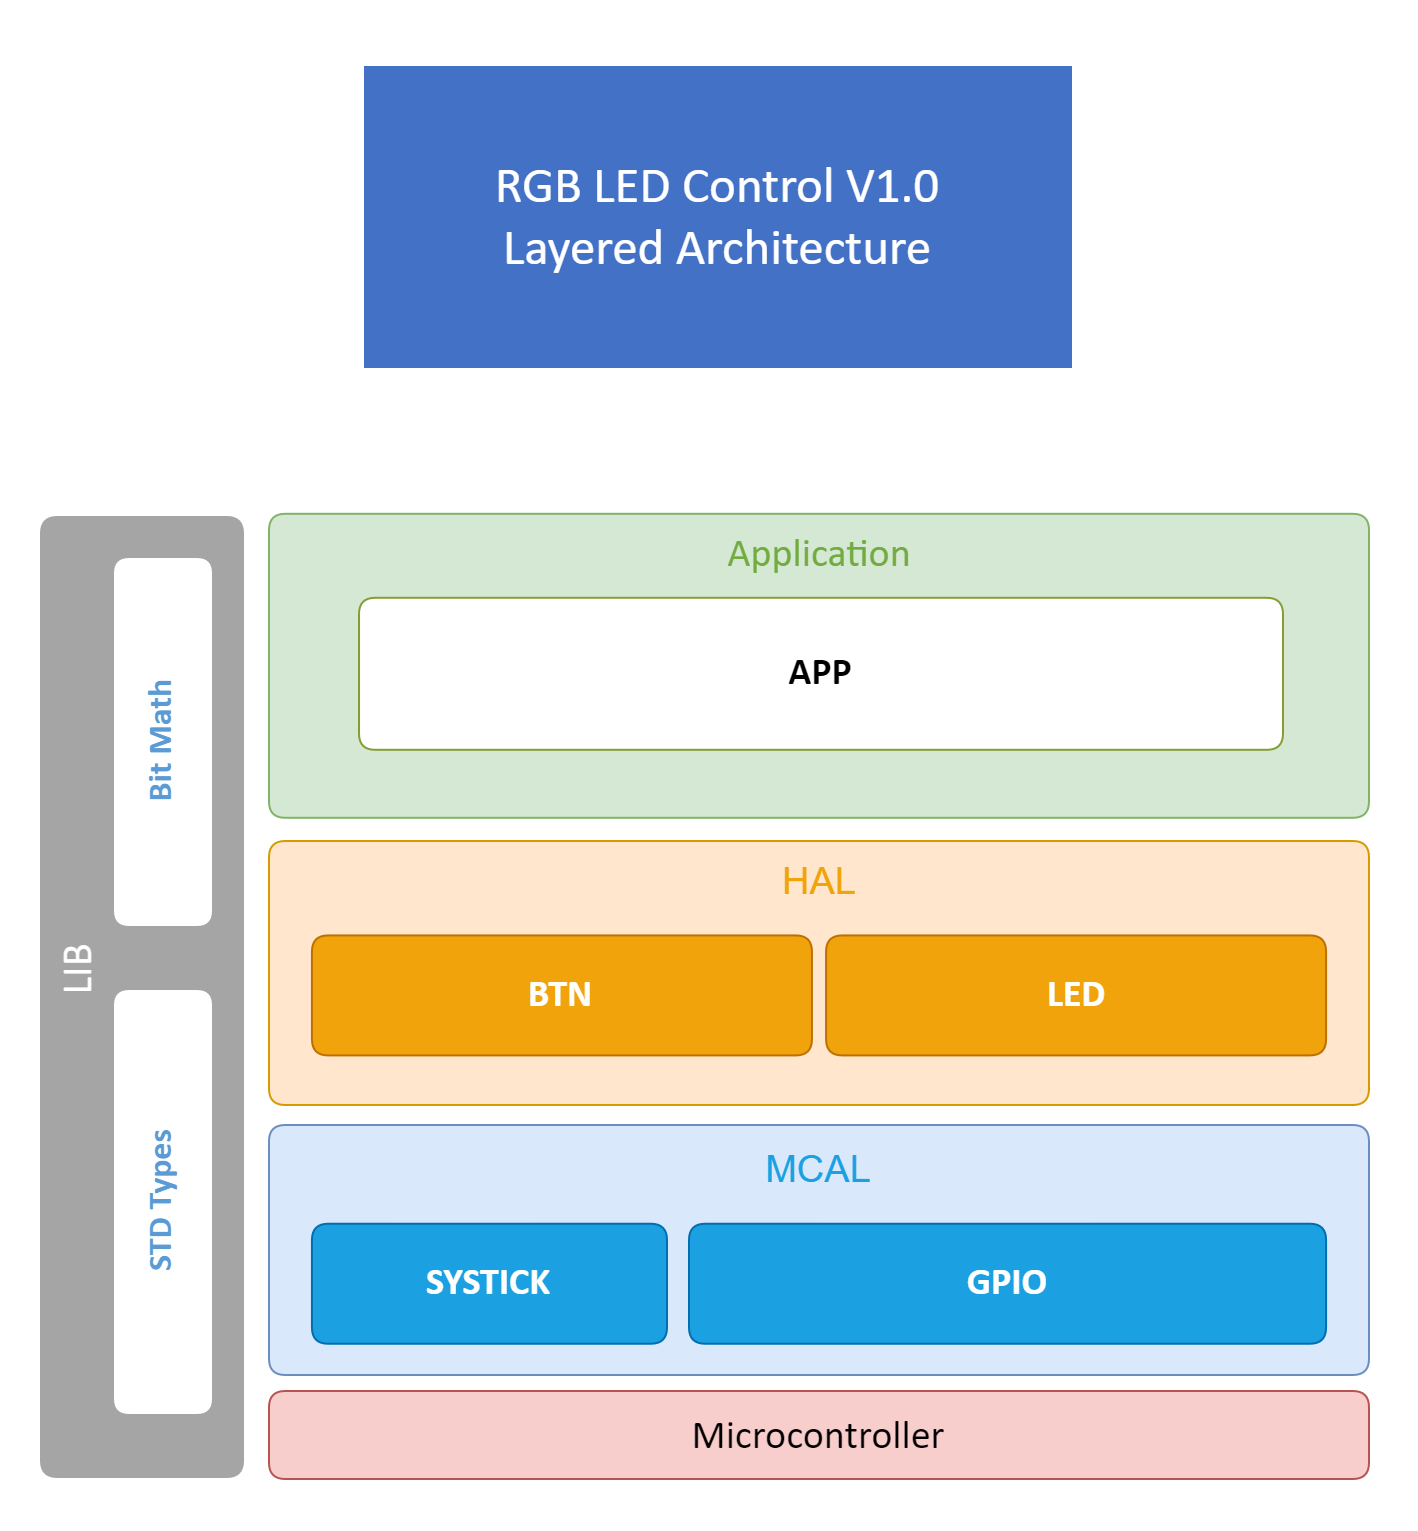 RGB LED Control V1.0
Layered Architecture
LIB
Bit Math
STD Types
Application
APP
HAL
BTN
LED
MCAL
SYSTICK
GPIO
Microcontroller